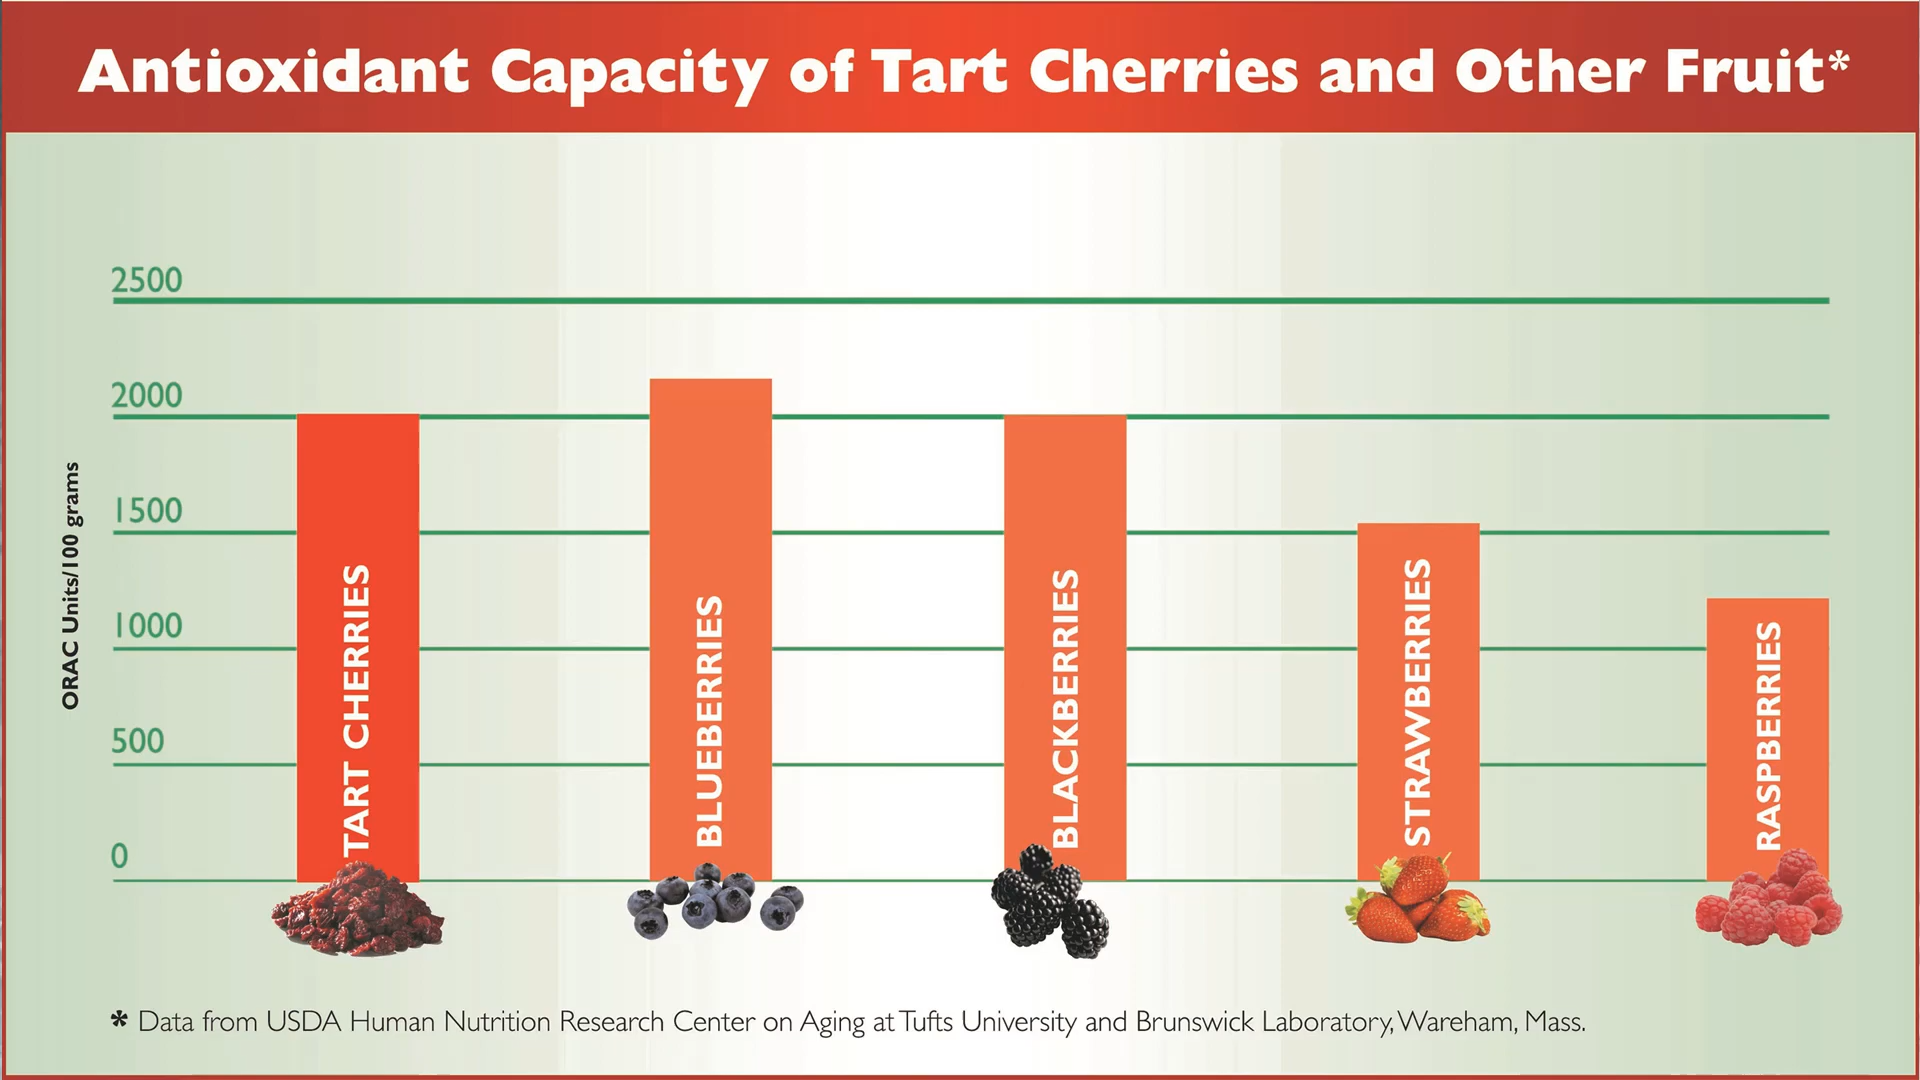 Antioxidant Capacity of Tart Cherries and Other Fruit*
2500
2000
1500
1000
500
0
ORAC Units/100 grams
TART CHERRIES
BLUEBERRIES
BLACKBERRIES
STRAWBERRIES
RASPBERRIES
* Data from USDA Human Nutrition Research Center on Aging at Tufts University and Brunswick Laboratory, Wareham, Mass.